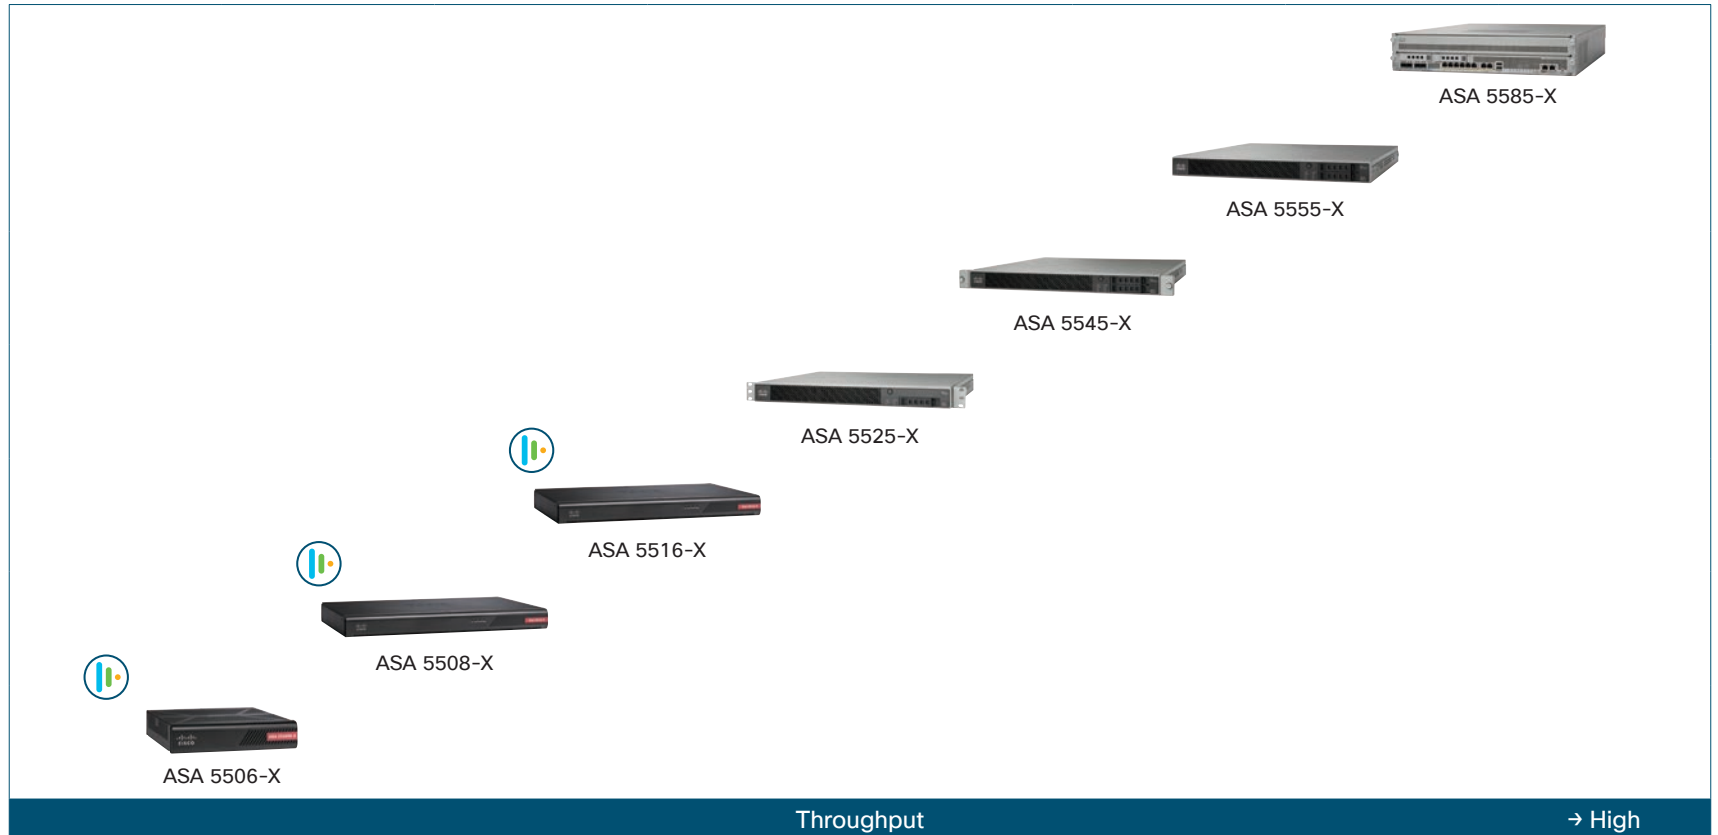 ASA 5585-X
ASA 5555-X
ASA 5545-X
ASA 5525-X
ASA 5516-X
ASA 5508-X
ASA 5506-X
Throughput
→ High